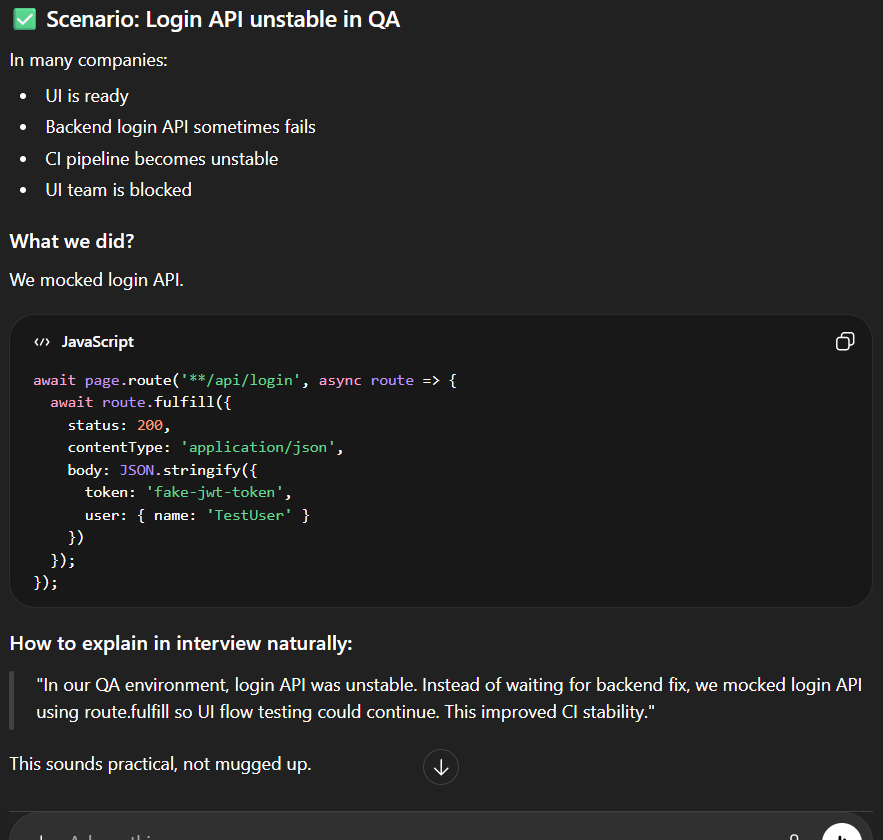 ✅ Scenario: Login API unstable in QA
In many companies:
• UI is ready
• Backend login API sometimes fails
• CI pipeline becomes unstable
• UI team is blocked
What we did?
We mocked login API.
</> JavaScript
await page.route('**/api/login', async route => {
  await route.fulfill({
    status: 200,
    contentType: 'application/json',
    body: JSON.stringify({
      token: 'fake-jwt-token',
      user: { name: 'TestUser' }
    })
  });
});
How to explain in interview naturally:
"In our QA environment, login API was unstable. Instead of waiting for backend fix, we mocked login API
using route.fulfill so UI flow testing could continue. This improved CI stability."
This sounds practical, not mugged up.